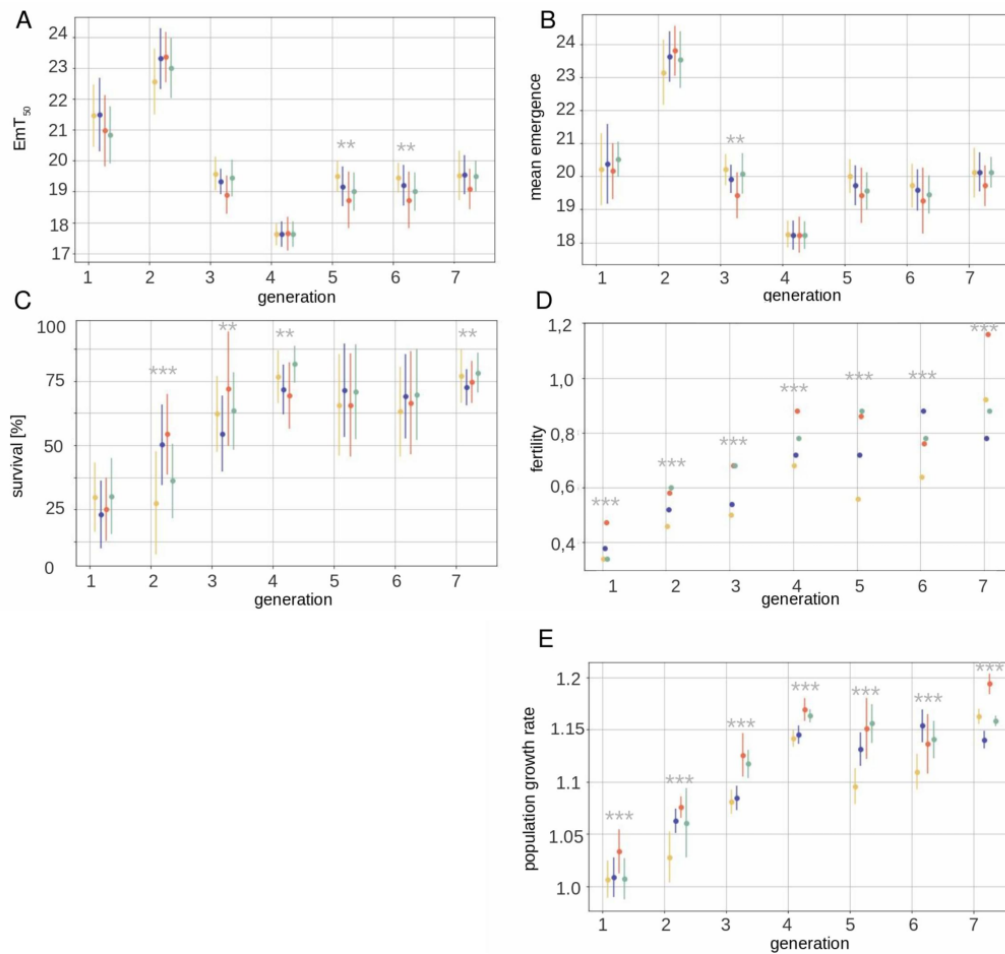 A
24
23
22
21
20
19
18
17
EmT50
** **
1 2 3 4 5 6 7
generation
B
24
23
22
21
20
19
18
mean emergence
**
1 2 3 4 5 6 7
generation
C
100
75
50
25
0
survival [%]
*** ** ** **
1 2 3 4 5 6 7
generation
D
1,2
1,0
0,8
0,6
0,4
fertility
*** *** *** *** *** *** ***
1 2 3 4 5 6 7
generation
E
1.2
1.15
1.1
1.05
1.0
population growth rate
*** *** *** *** *** *** ***
1 2 3 4 5 6 7
generation